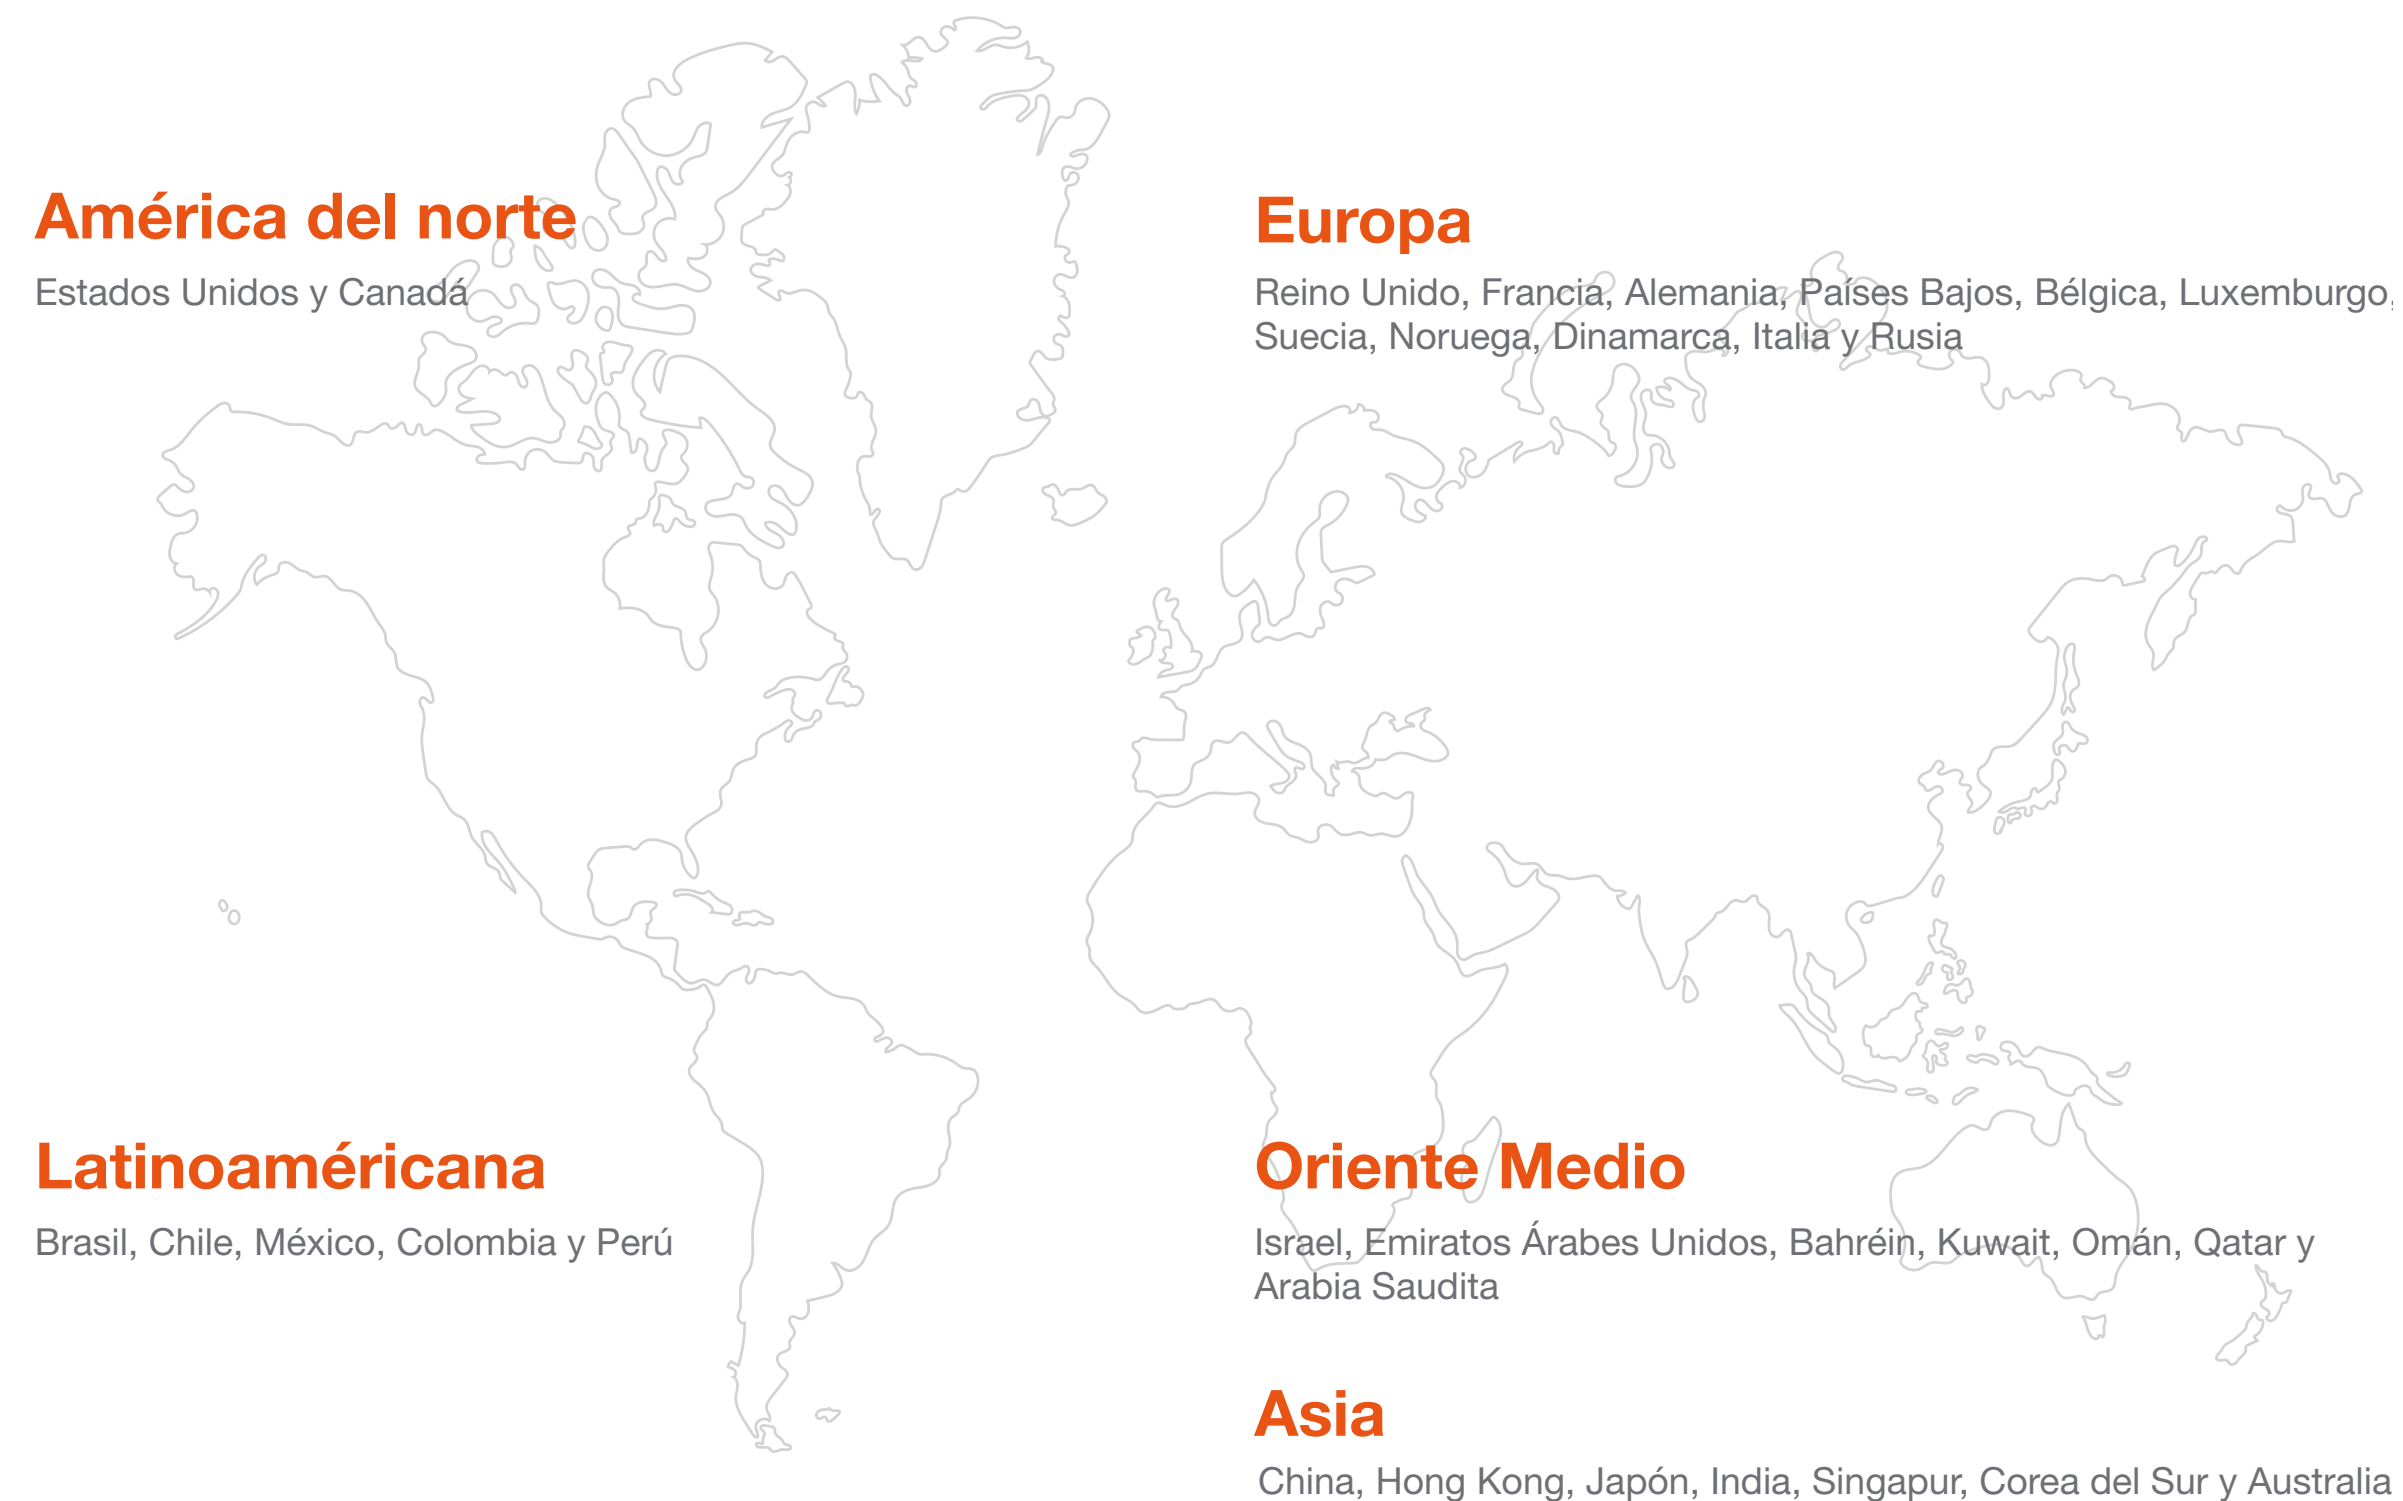 América del norte
Estados Unidos y Canadá
Europa
Reino Unido, Francia, Alemania, Países Bajos, Bélgica, Luxemburgo,
Suecia, Noruega, Dinamarca, Italia y Rusia
Latinoaméricana
Brasil, Chile, México, Colombia y Perú
Oriente Medio
Israel, Emiratos Árabes Unidos, Bahréin, Kuwait, Omán, Qatar y
Arabia Saudita
Asia
China, Hong Kong, Japón, India, Singapur, Corea del Sur y Australia